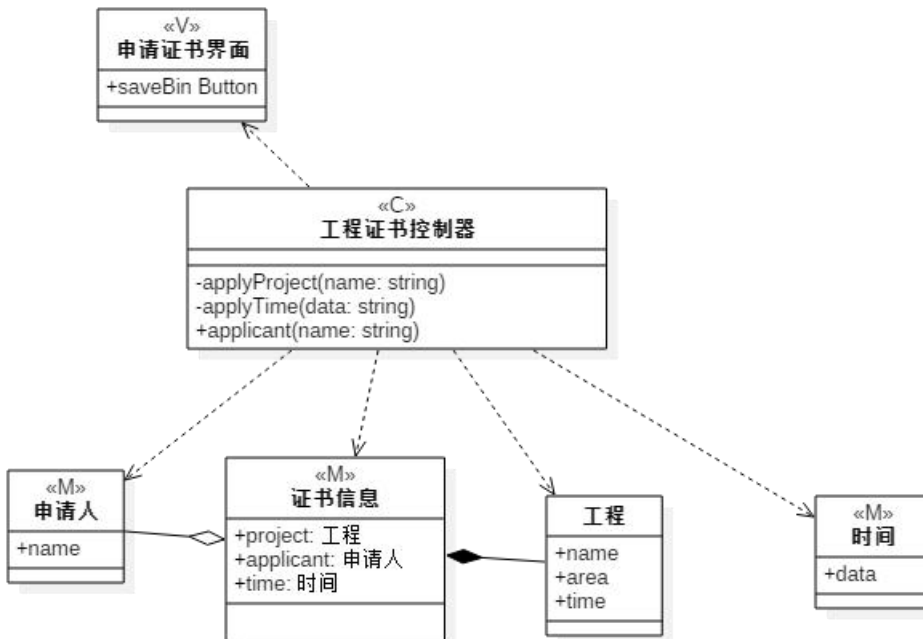 «V»
申请证书界面
+saveBin Button
«C»
工程证书控制器
-applyProject(name: string)
-applyTime(data: string)
+applicant(name: string)
«M»
申请人
+name
«M»
证书信息
+project: 工程
+applicant: 申请人
+time: 时间
工程
+name
+area
+time
«M»
时间
+data